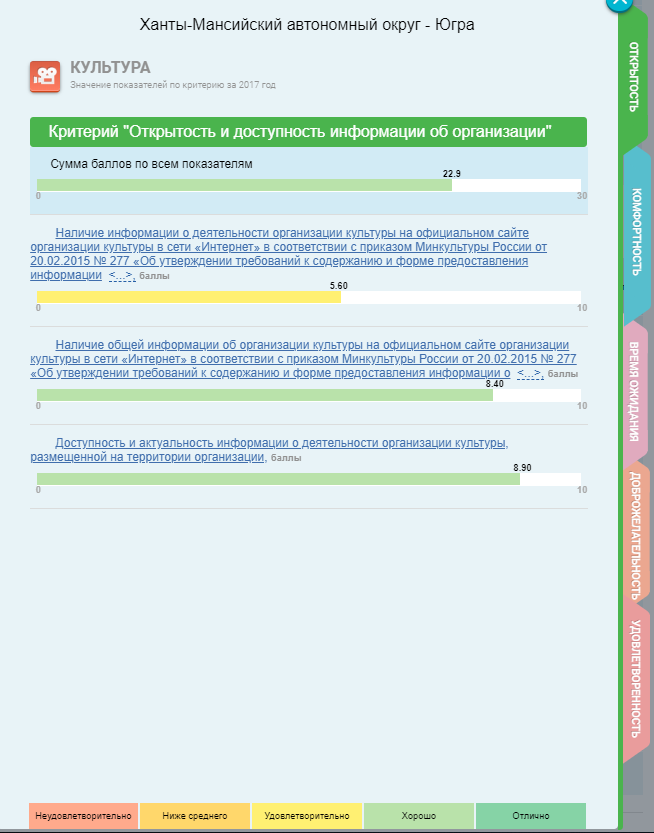 Ханты-Мансийский автономный округ - Югра
КУЛЬТУРА
Значение показателей по критерию за 2017 год
Критерий "Открытость и доступность информации об организации"
Сумма баллов по всем показателям
22.9
0 30
Наличие информации о деятельности организации культуры на официальном сайте
организации культуры в сети «Интернет» в соответствии с приказом Минкультуры России от
20.02.2015 № 277 «Об утверждении требований к содержанию и форме предоставления
информации <...>, баллы
5.60
0 10
Наличие общей информации об организации культуры на официальном сайте организации
культуры в сети «Интернет» в соответствии с приказом Минкультуры России от 20.02.2015 № 277
«Об утверждении требований к содержанию и форме предоставления информации о <...>, баллы
8.40
0 10
Доступность и актуальность информации о деятельности организации культуры,
размещенной на территории организации, баллы
8.90
0 10
Неудовлетворительно Ниже среднего Удовлетворительно Хорошо Отлично
ОТКРЫТОСТЬ
КОМФОРТНОСТЬ
ВРЕМЯ ОЖИДАНИЯ
ДОБРОЖЕЛАТЕЛЬНОСТЬ
УДОВЛЕТВОРЕННОСТЬ